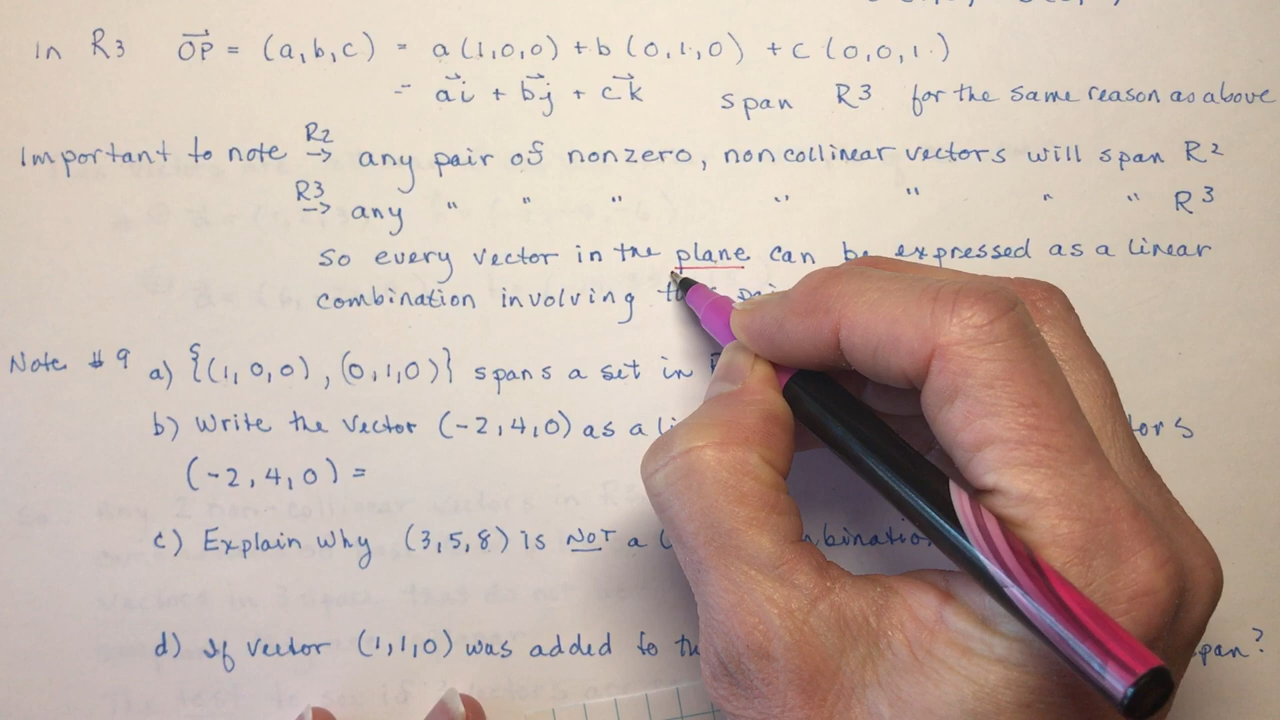 In R3 OP = (a,b,c) = a(1,0,0) + b(0,1,0) + c(0,0,1)
= ai + bj + ck span R3 for the same reason as above
Important to note R2 → any pair of nonzero, noncollinear vectors will span R2
R3 → any " " " " " " " R3
So every vector in the plane can be expressed as a linear
combination involving
Note #9 a) {(1,0,0), (0,1,0)} spans a set in
b) Write the vector (-2,4,0) as a
(-2,4,0) =
c) Explain why (3,5,8) is NOT a
d) If vector (1,1,0) was added to span?